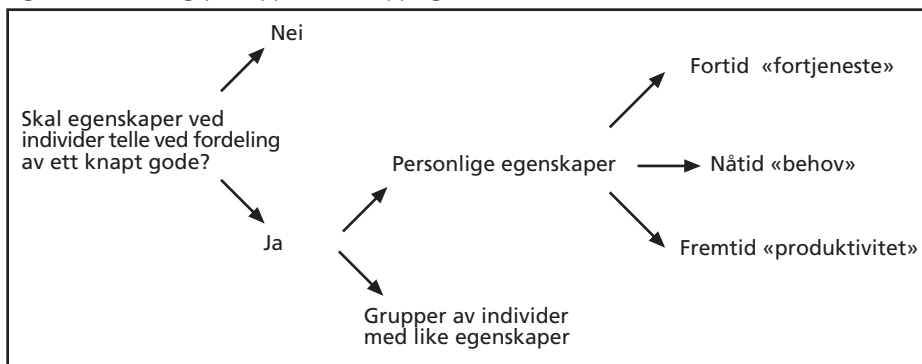 Nei
Fortid «fortjeneste»
Skal egenskaper ved
individer telle ved fordeling
av ett knapt gode?
Personlige egenskaper
Nåtid «behov»
Ja
Fremtid «produktivitet»
Grupper av individer
med like egenskaper